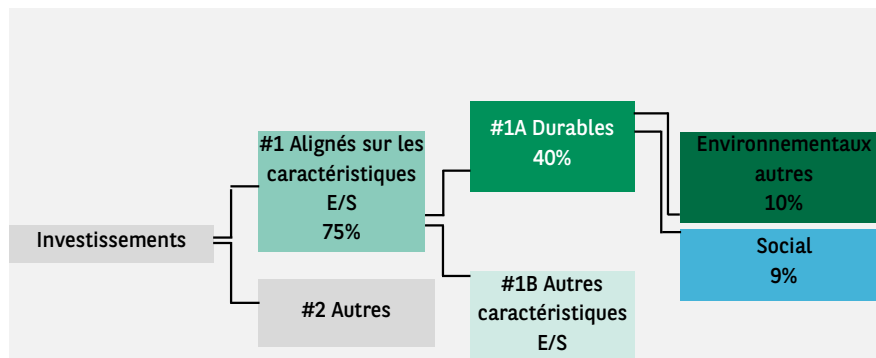 Investissements
#1 Alignés sur les
caractéristiques
E/S
75%
#2 Autres
#1A Durables
40%
#1B Autres
caractéristiques
E/S
Environnementaux
autres
10%
Social
9%